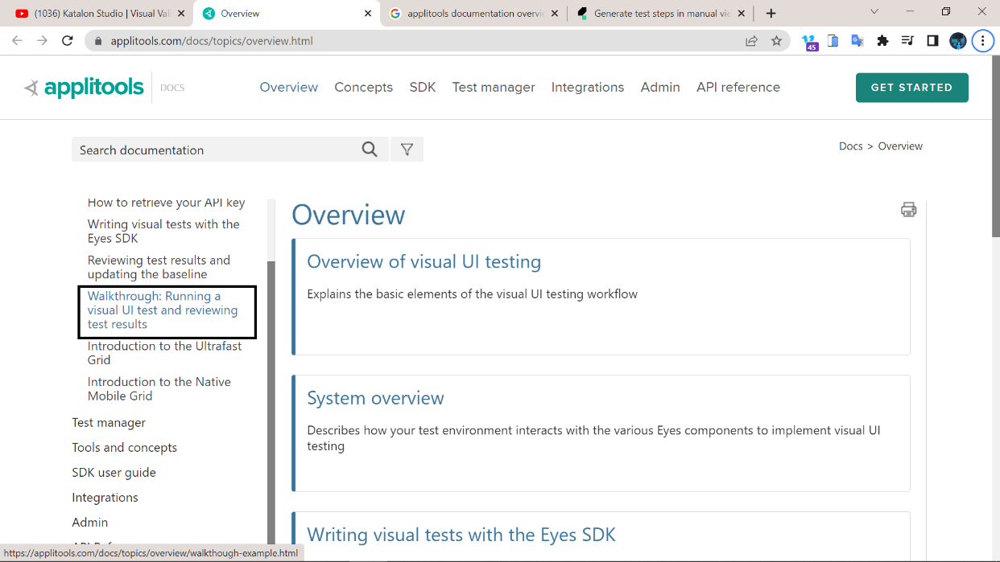 (1036) Katalon Studio | Visual Val
Overview
applitools documentation overvi
Generate test steps in manual vie
applitools.com/docs/topics/overview.html
45
applitools
DOCS
Overview
Concepts
SDK
Test manager
Integrations
Admin
API reference
GET STARTED
Search documentation
Docs > Overview
How to retrieve your API key
Writing visual tests with the
Eyes SDK
Reviewing test results and
updating the baseline
Walkthrough: Running a
visual UI test and reviewing
test results
Introduction to the Ultrafast
Grid
Introduction to the Native
Mobile Grid
Test manager
Tools and concepts
SDK user guide
Integrations
Admin
Overview
Overview of visual UI testing
Explains the basic elements of the visual UI testing workflow
System overview
Describes how your test environment interacts with the various Eyes components to implement visual UI
testing
Writing visual tests with the Eyes SDK
https://applitools.com/docs/topics/overview/walkthough-example.html